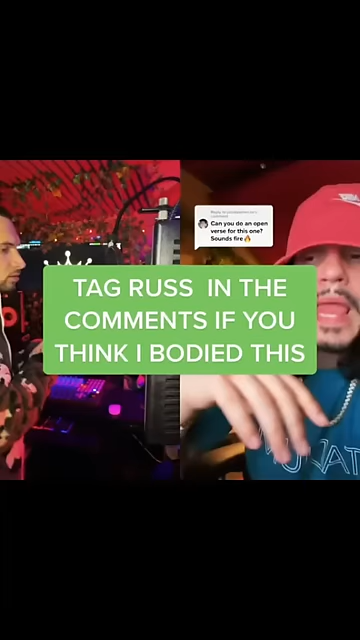 Can you do an open
verse for this one?
Sounds fire🔥
TAG RUSS IN THE
COMMENTS IF YOU
THINK I BODIED THIS